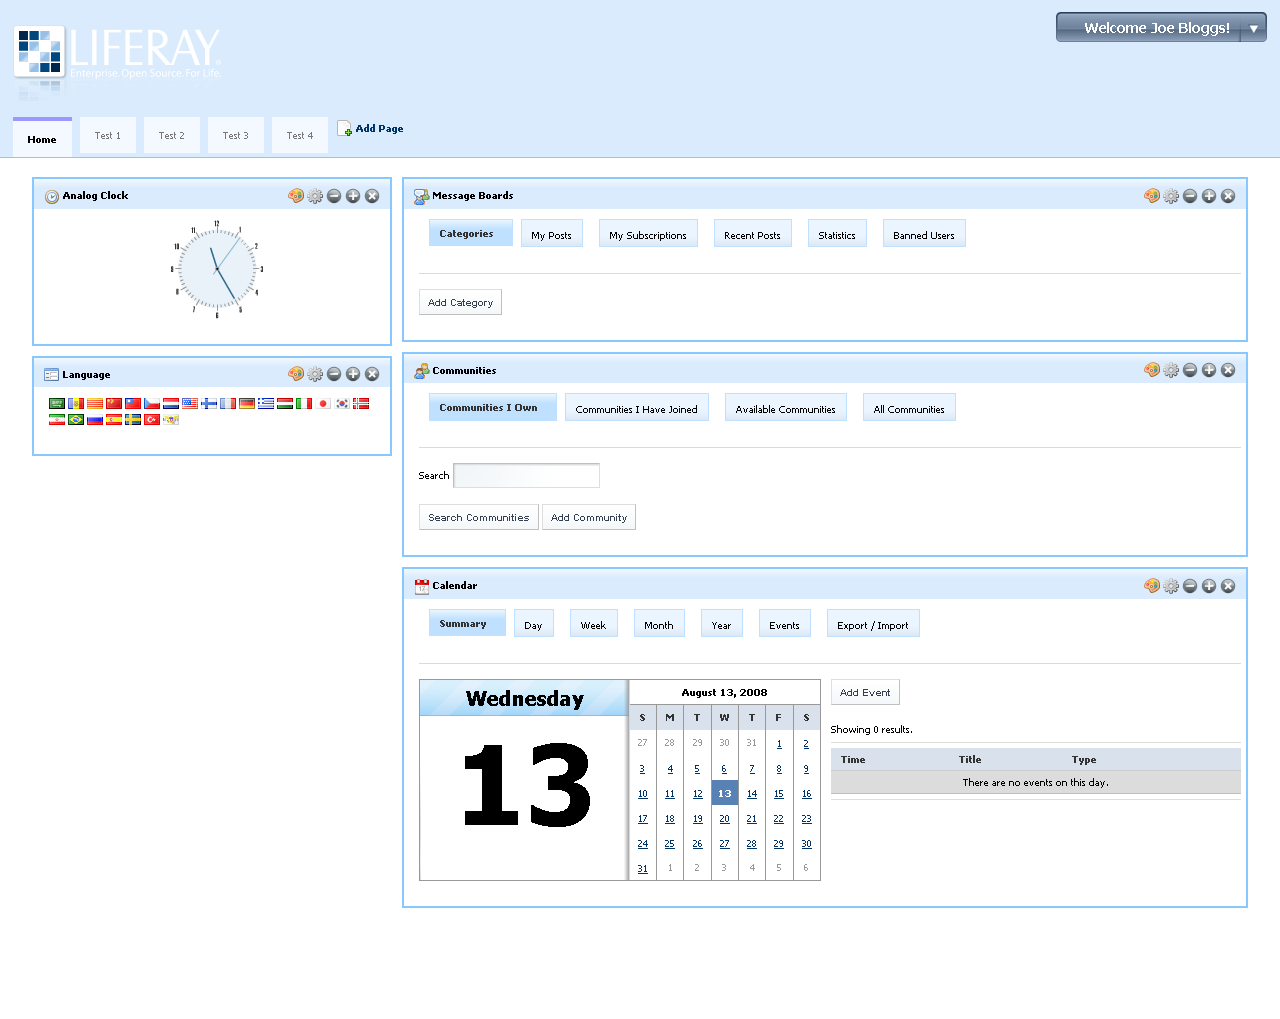 LIFERAY.
Enterprise. Open Source. For Life.
Welcome Joe Bloggs!
Home
Test 1
Test 2
Test 3
Test 4
Add Page
Analog Clock
12
1
2
3
4
5
6
7
8
9
10
11
Language
Message Boards
Categories
My Posts
My Subscriptions
Recent Posts
Statistics
Banned Users
Add Category
Communities
Communities I Own
Communities I Have Joined
Available Communities
All Communities
Search
Search Communities
Add Community
Calendar
Summary
Day
Week
Month
Year
Events
Export / Import
Wednesday
13
August 13, 2008
S M T W T F S
27 28 29 30 31 1 2
3 4 5 6 7 8 9
10 11 12 13 14 15 16
17 18 19 20 21 22 23
24 25 26 27 28 29 30
31 1 2 3 4 5 6
Add Event
Showing 0 results.
Time Title Type
There are no events on this day.